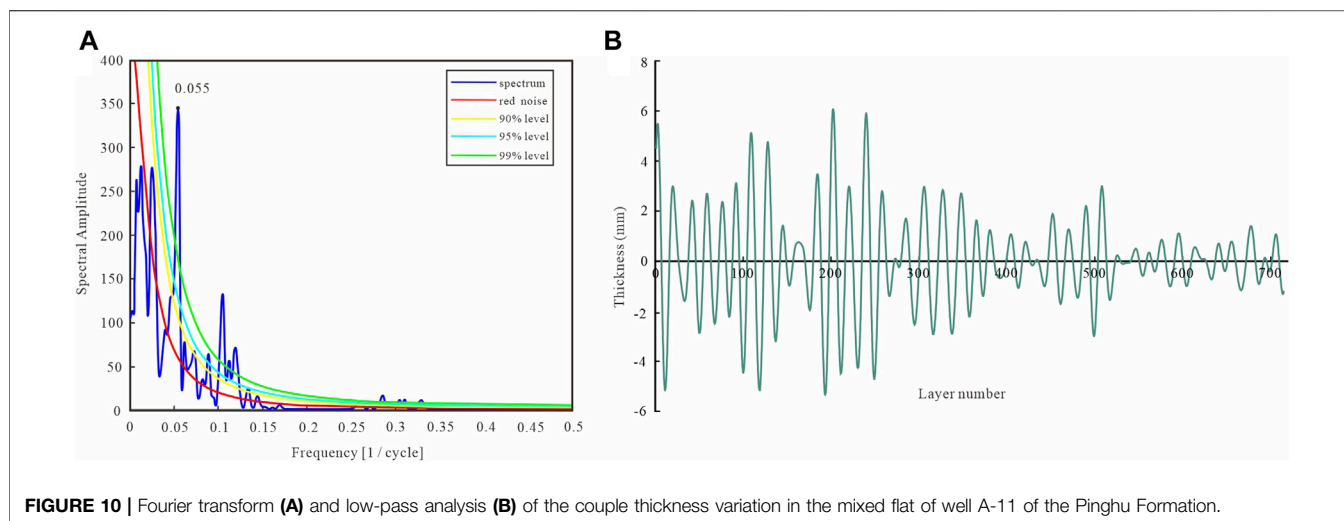 A
400
350
300
250
200
150
100
50
0
Spectral Amplitude
0.055
spectrum
red noise
90% level
95% level
99% level
0 0.05 0.1 0.15 0.2 0.25 0.3 0.35 0.4 0.45 0.5
Frequency [1 / cycle]
B
8
6
4
2
0
-2
-4
-6
Thickness (mm)
0 100 200 300 400 500 600 700
Layer number
FIGURE 10 | Fourier transform (A) and low-pass analysis (B) of the couple thickness variation in the mixed flat of well A-11 of the Pinghu Formation.